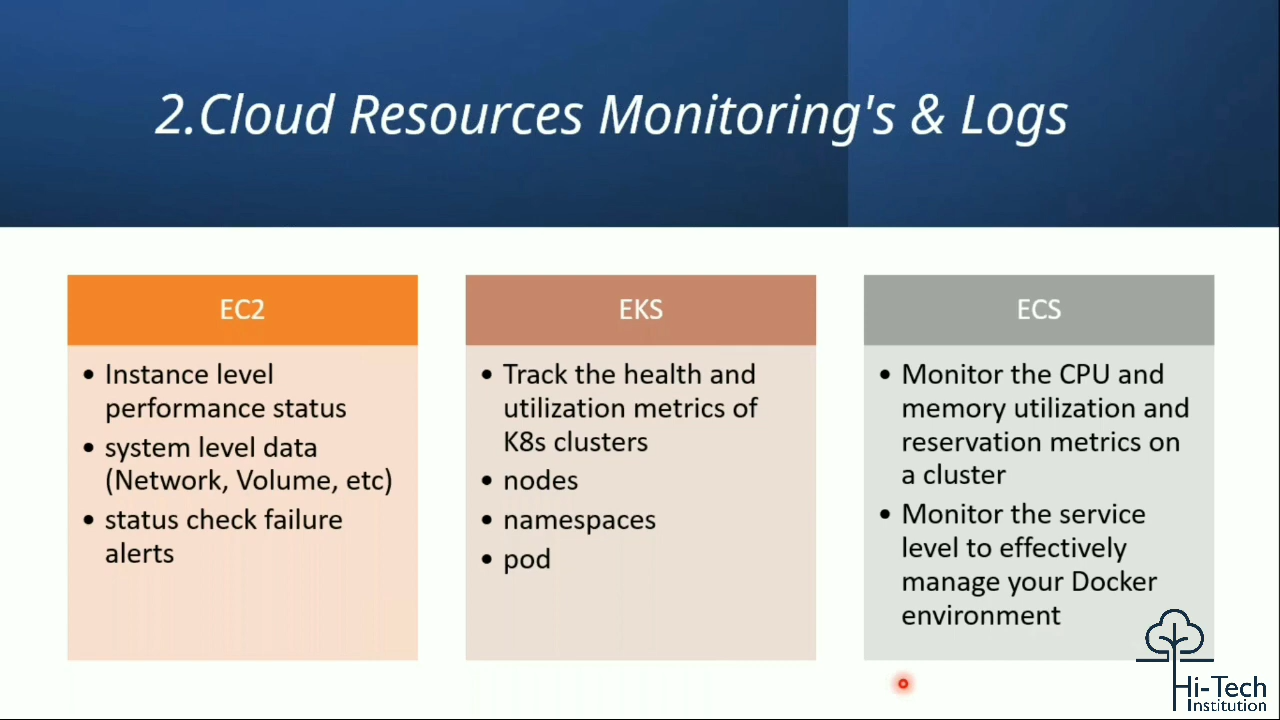 2.Cloud Resources Monitoring's & Logs
EC2
• Instance level
performance status
• system level data
(Network, Volume, etc)
• status check failure
alerts
EKS
• Track the health and
utilization metrics of
K8s clusters
• nodes
• namespaces
• pod
ECS
• Monitor the CPU and
memory utilization and
reservation metrics on
a cluster
• Monitor the service
level to effectively
manage your Docker
environment
Hi-Tech
Institution